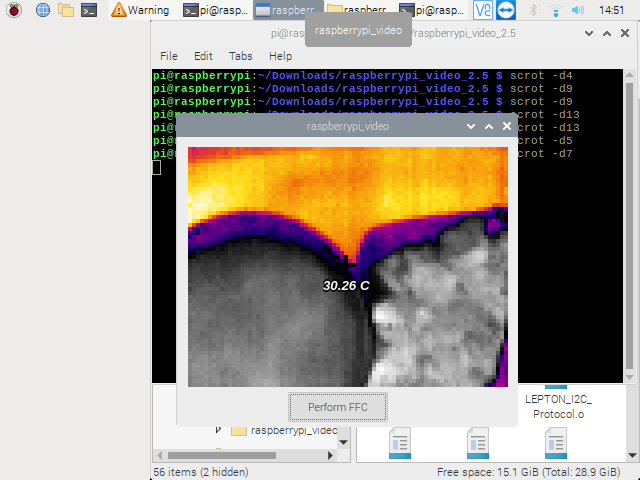 Warning
pi@rasp...
raspberr...
raspberr...
pi@rasp...
14:51
raspberrypi_video
/raspberrypi_video_2.5
File Edit Tabs Help
pi@raspberrypi:~/Downloads/raspberrypi_video_2.5 $ scrot -d4
pi@raspberrypi:~/Downloads/raspberrypi_video_2.5 $ scrot -d9
pi@raspberrypi:~/Downloads/raspberrypi_video_2.5 $ scrot -d9
pi@raspberrypi:~/Downloads/raspberrypi_video_2.5 $ scrot -d13
scrot -d13
scrot -d5
scrot -d7
raspberrypi_video
30.26 C
Perform FFC
LEPTON_I2C_
Protocol.o
raspberrypi_video
56 items (2 hidden)
Free space: 15.1 GiB (Total: 28.9 GiB)